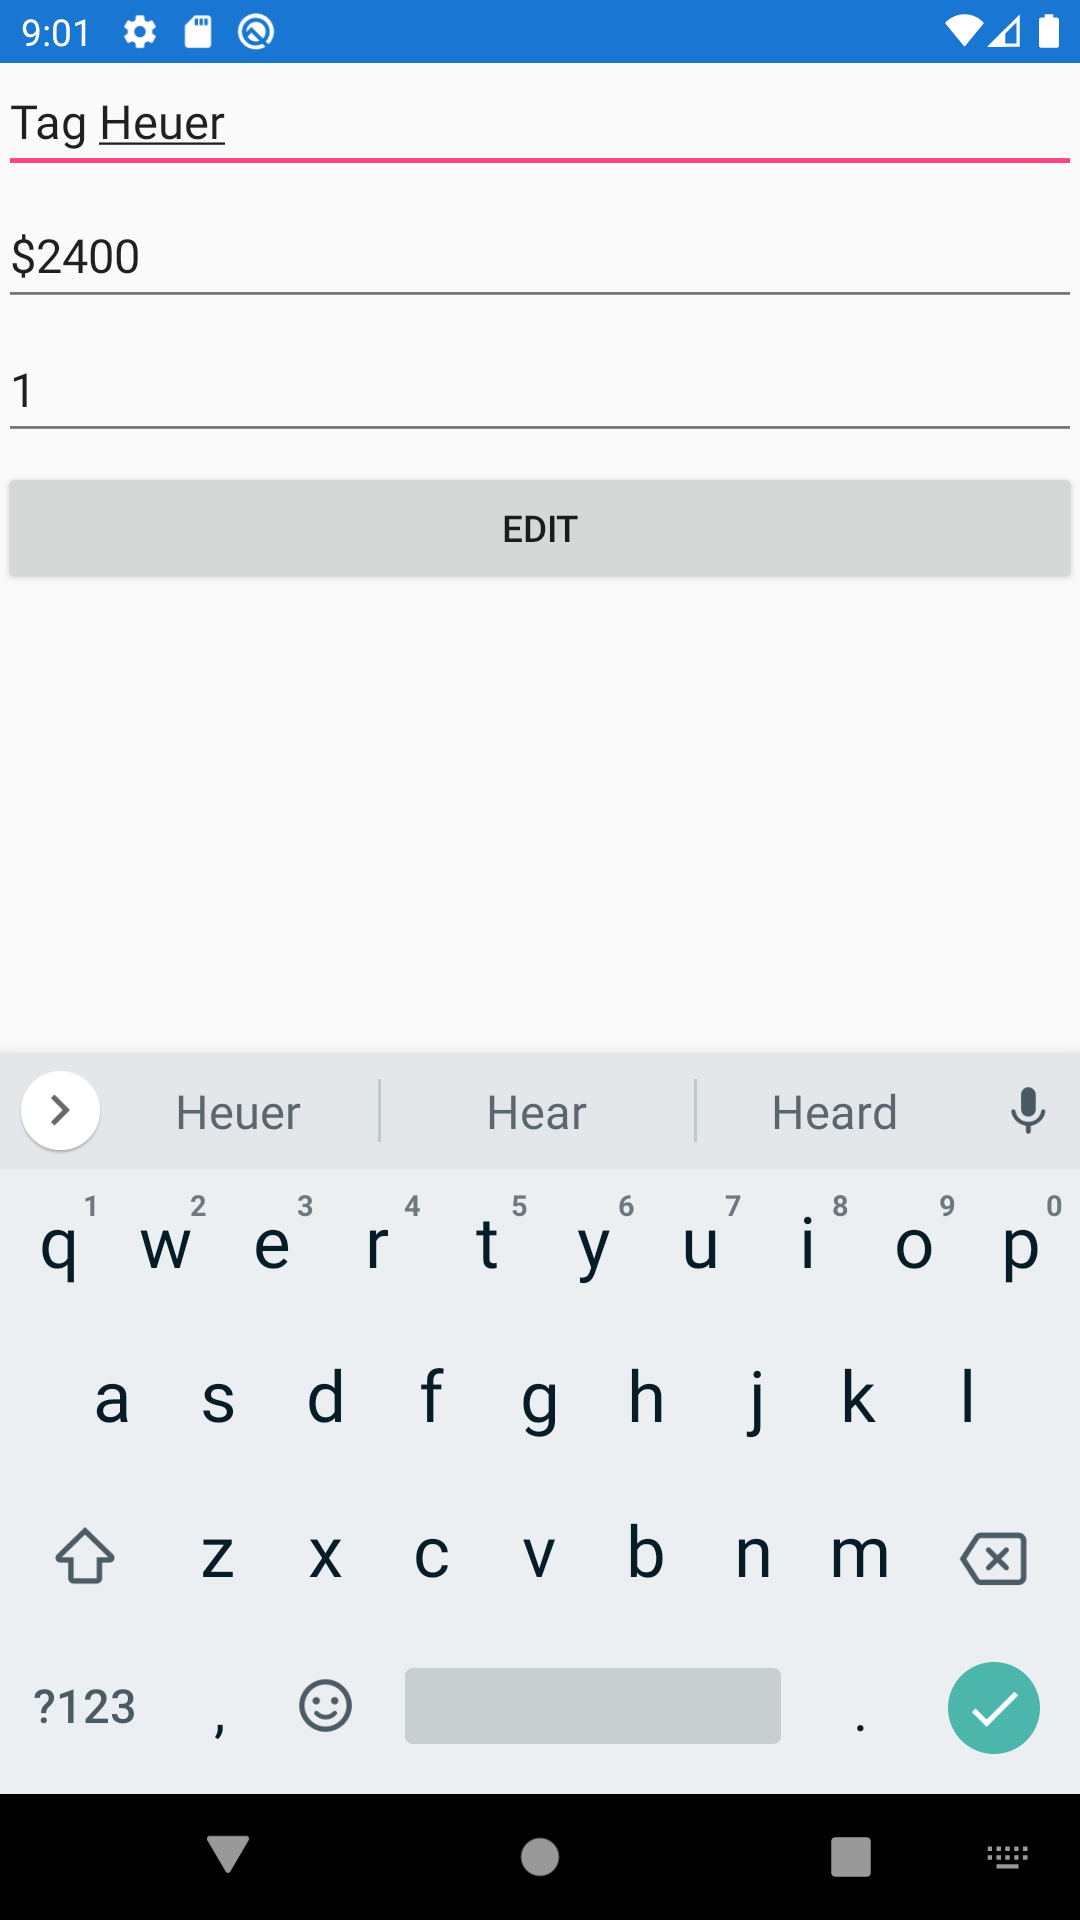 9:01
Tag Heuer
$2400
1
EDIT
Heuer Hear Heard
1 2 3 4 5 6 7 8 9 0
q w e r t y u i o p
a s d f g h j k l
z x c v b n m
?123 , .